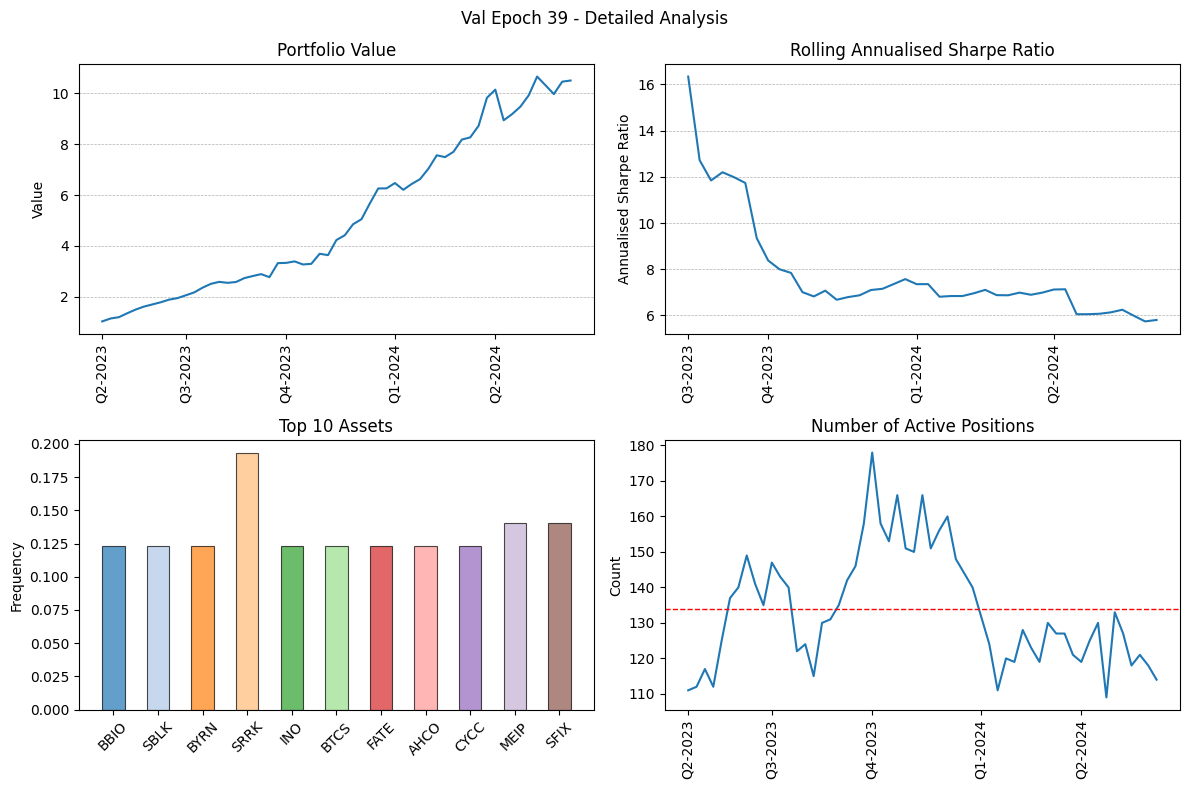 Val Epoch 39 - Detailed Analysis
Portfolio Value
Value
10
8
6
4
2
Q2-2023
Q3-2023
Q4-2023
Q1-2024
Q2-2024
Rolling Annualised Sharpe Ratio
Annualised Sharpe Ratio
16
14
12
10
8
6
Q3-2023
Q4-2023
Q1-2024
Q2-2024
Top 10 Assets
Frequency
0.200
0.175
0.150
0.125
0.100
0.075
0.050
0.025
0.000
BBIO
SBLK
BYRN
SRRK
INO
BTCS
FATE
AHCO
CYCC
MEIP
SFIX
Number of Active Positions
Count
180
170
160
150
140
130
120
110
Q2-2023
Q3-2023
Q4-2023
Q1-2024
Q2-2024